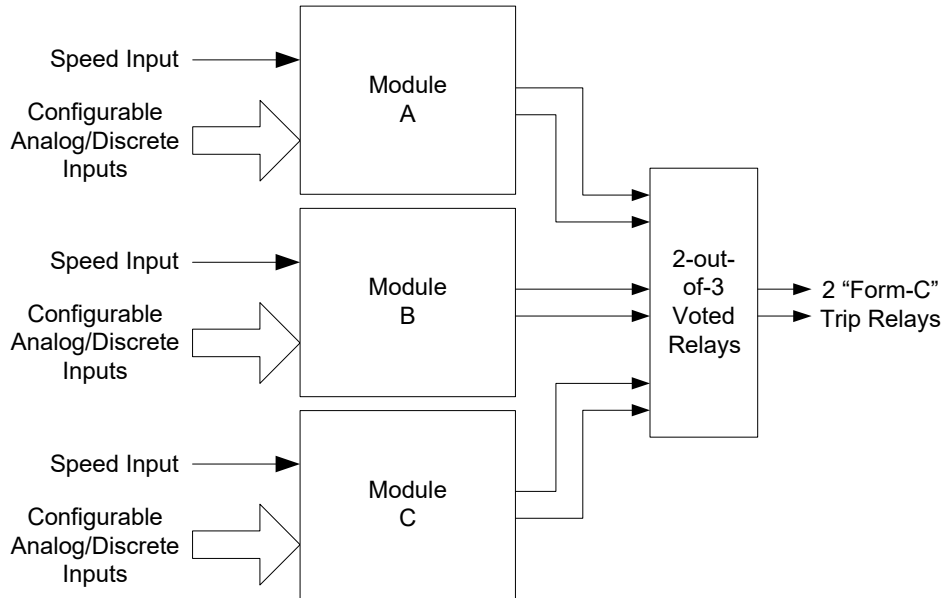 Speed Input
Configurable
Analog/Discrete
Inputs
Module
A
Speed Input
Configurable
Analog/Discrete
Inputs
Module
B
Speed Input
Configurable
Analog/Discrete
Inputs
Module
C
2-out-
of-3
Voted
Relays
2 “Form-C”
Trip Relays